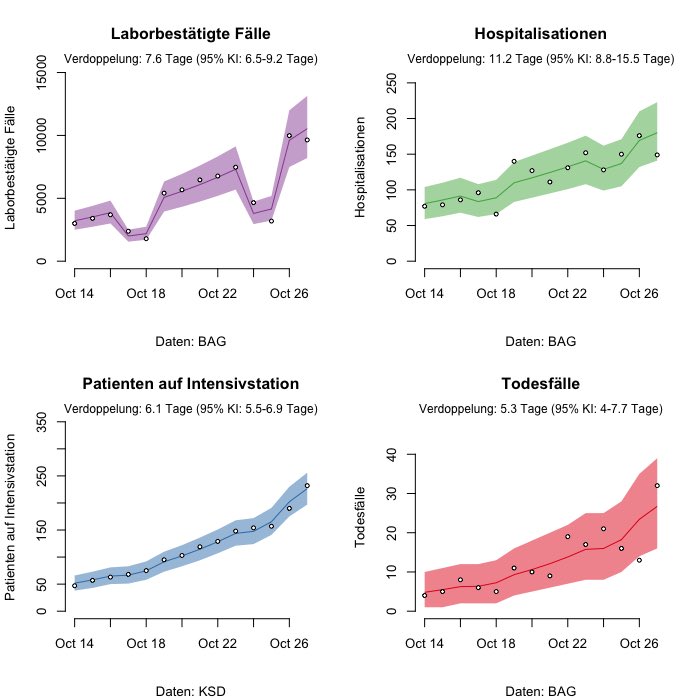 Laborbestätigte Fälle
Verdoppelung: 7.6 Tage (95% KI: 6.5-9.2 Tage)
Laborbestätigte Fälle
15000
10000
5000
0
Oct 14
Oct 18
Oct 22
Oct 26
Daten: BAG
Hospitalisationen
Verdoppelung: 11.2 Tage (95% KI: 8.8-15.5 Tage)
Hospitalisationen
250
200
150
100
50
0
Oct 14
Oct 18
Oct 22
Oct 26
Daten: BAG
Patienten auf Intensivstation
Verdoppelung: 6.1 Tage (95% KI: 5.5-6.9 Tage)
Patienten auf Intensivstation
350
250
150
50
0
Oct 14
Oct 18
Oct 22
Oct 26
Daten: KSD
Todesfälle
Verdoppelung: 5.3 Tage (95% KI: 4-7.7 Tage)
Todesfälle
40
30
20
10
0
Oct 14
Oct 18
Oct 22
Oct 26
Daten: BAG